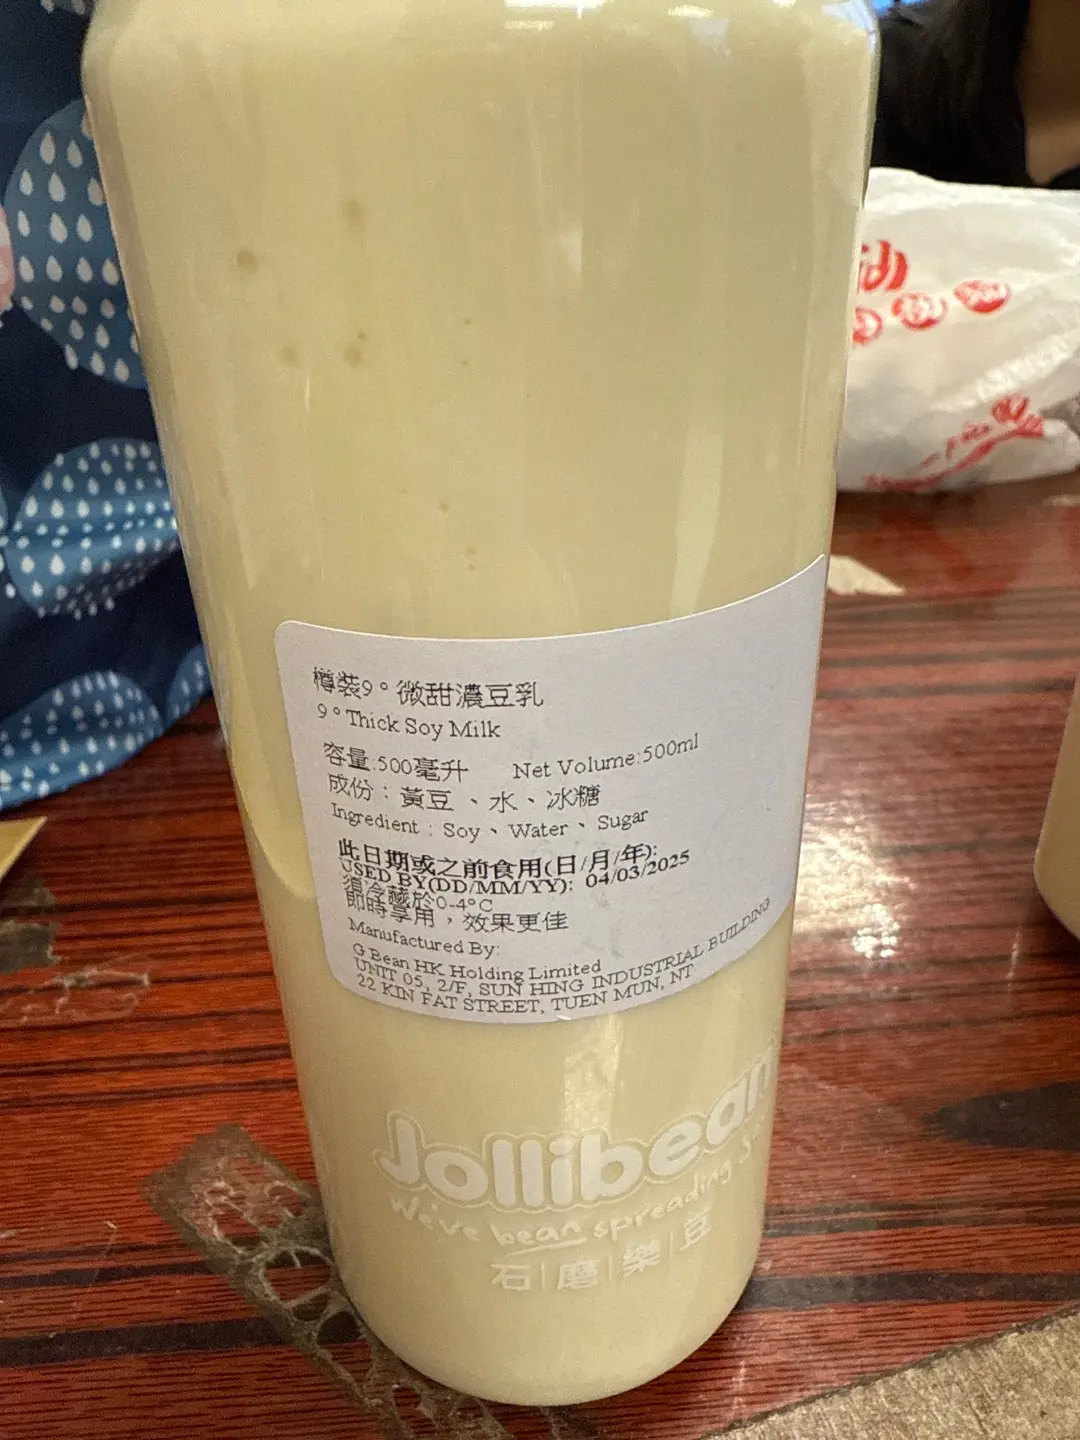 樽裝9°微甜濃豆乳
9°Thick Soy Milk
容量:500毫升 Net Volume:500ml
成份：黃豆、水、冰糖
Ingredient：Soy、Water、Sugar
此日期或之前食用(日/月/年):
USED BY(DD/MM/YY): 04/03/2025
須冷藏於0-4°C
即時享用，效果更佳
Manufactured By:
G Bean HK Holding Limited
UNIT 05, 2/F, SUN HING INDUSTRIAL BUILDING
22 KIN FAT STREET, TUEN MUN, NT
Jollibean
We've bean spreading
石|磨|樂|豆
仙